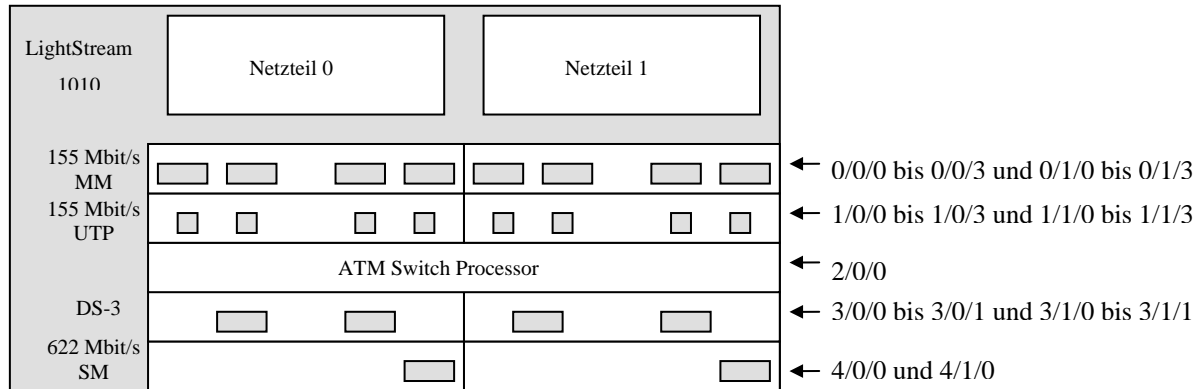 LightStream
1010
Netzteil 0
Netzteil 1
155 Mbit/s
MM
0/0/0 bis 0/0/3 und 0/1/0 bis 0/1/3
155 Mbit/s
UTP
1/0/0 bis 1/0/3 und 1/1/0 bis 1/1/3
ATM Switch Processor
2/0/0
DS-3
3/0/0 bis 3/0/1 und 3/1/0 bis 3/1/1
622 Mbit/s
SM
4/0/0 und 4/1/0